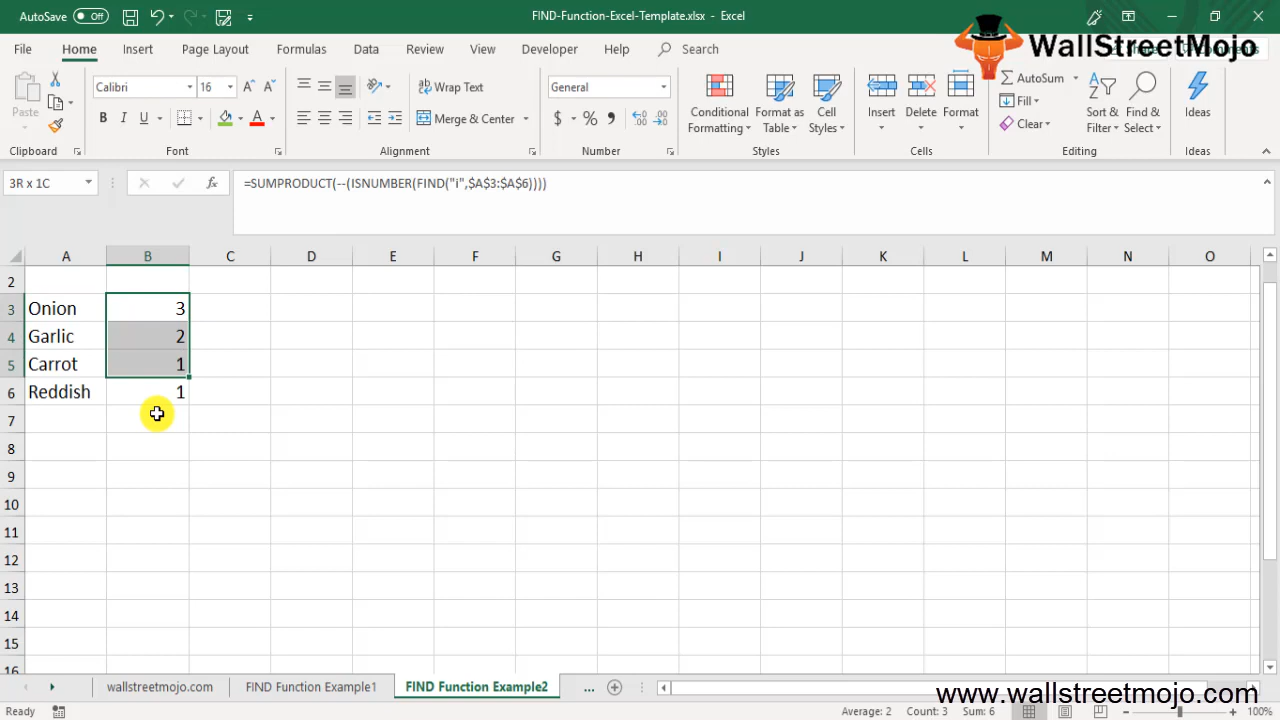 AutoSave Off FIND-Function-Excel-Template.xlsx - Excel
WallStreetMojo
File Home Insert Draw Page Layout Formulas Data Review View Developer Help Search
Paste
Calibri 16
B I U
Wrap Text
Merge & Center
General
$ % ,
Conditional Formatting
Format as Table
Cell Styles
Insert Delete Format
AutoSum
Fill
Clear
Sort & Filter
Find & Select
Ideas
Clipboard Font Alignment Number Styles Cells Editing Ideas
3R x 1C fx =SUMPRODUCT(--(ISNUMBER(FIND("i",$A$3:$A$6))))
A B C D E F G H I J K L M N O
2
3 Onion 3
4 Garlic 2
5 Carrot 1
6 Reddish 1
7
8
9
10
11
12
13
14
15
16
wallstreetmojo.com FIND Function Example1 FIND Function Example2 ...
www.wallstreetmojo.com
Ready Average: 2 Count: 3 Sum: 6 100%